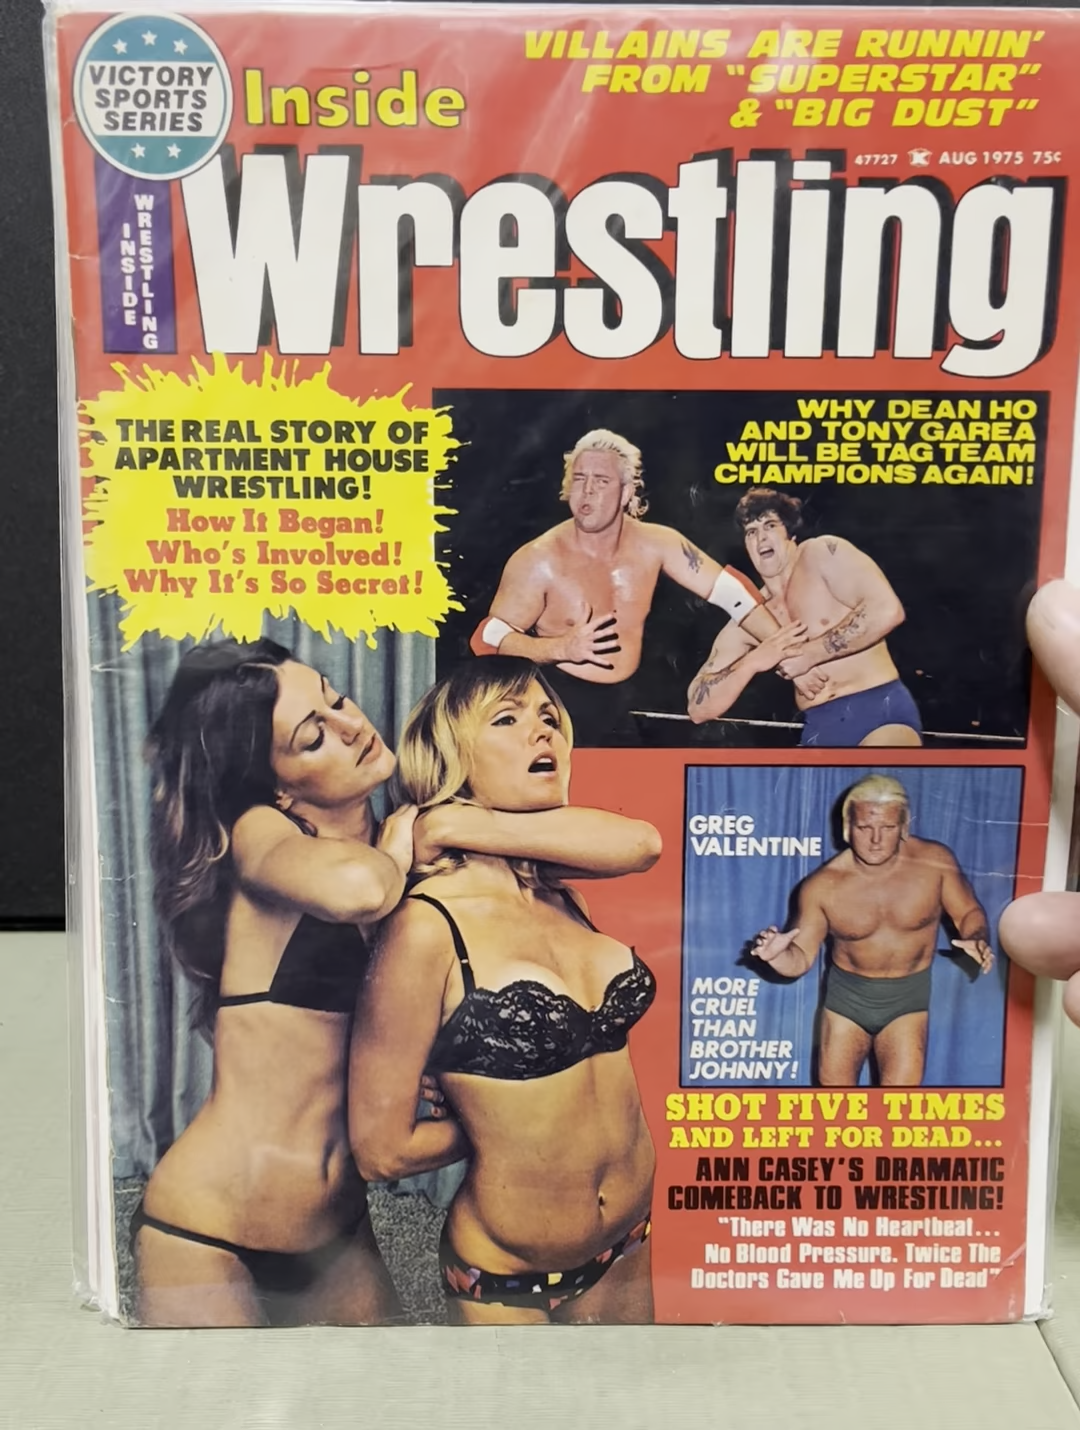 VICTORY
SPORTS
SERIES
Inside
VILLAINS ARE RUNNIN'
FROM "SUPERSTAR"
& "BIG DUST"
47727 K AUG 1975 75¢
Wrestling
INSIDE
WRESTLING
THE REAL STORY OF
APARTMENT HOUSE
WRESTLING!
How It Began!
Who's Involved!
Why It's So Secret!
WHY DEAN HO
AND TONY GAREA
WILL BE TAG TEAM
CHAMPIONS AGAIN!
GREG
VALENTINE
MORE
CRUEL
THAN
BROTHER
JOHNNY!
SHOT FIVE TIMES
AND LEFT FOR DEAD...
ANN CASEY'S DRAMATIC
COMEBACK TO WRESTLING!
"There Was No Heartbeat...
No Blood Pressure. Twice The
Doctors Gave Me Up For Dead"